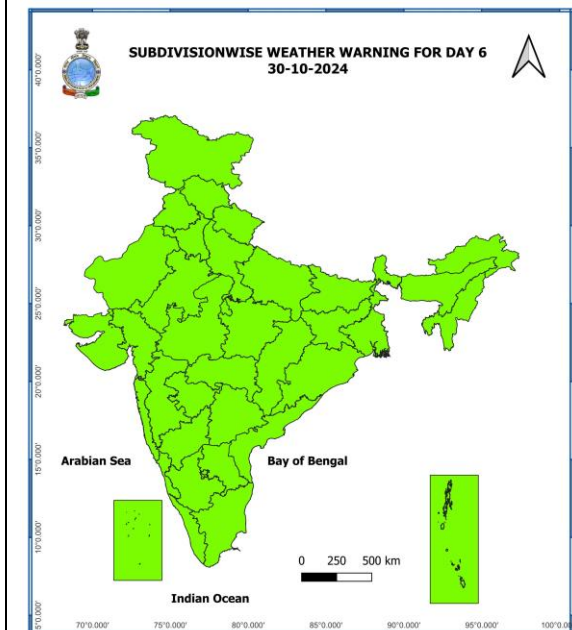 SUBDIVISIONWISE WEATHER WARNING FOR DAY 6
30-10-2024
40°0.000'
35°0.000'
30°0.000'
25°0.000'
20°0.000'
15°0.000'
10°0.000'
5°0.000'
Arabian Sea
Bay of Bengal
0 250 500 km
Indian Ocean
70°0.000' 75°0.000' 80°0.000' 85°0.000' 90°0.000' 95°0.000' 100°0